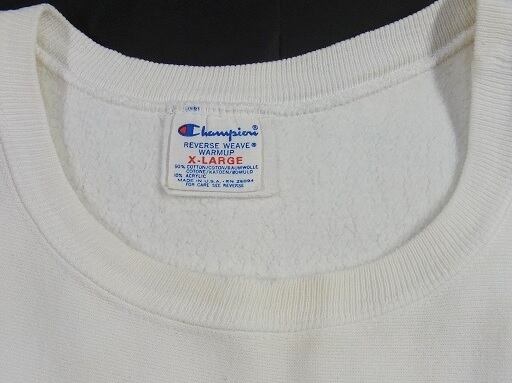 Champion
REVERSE WEAVE®
WARMUP
X-LARGE
90% COTTON/COTON/BAUMWOLLE
COTONE/KATOEN/BOMULD
10% ACRYLIC
MADE IN U.S.A.-RN 26094
FOR CARE SEE REVERSE